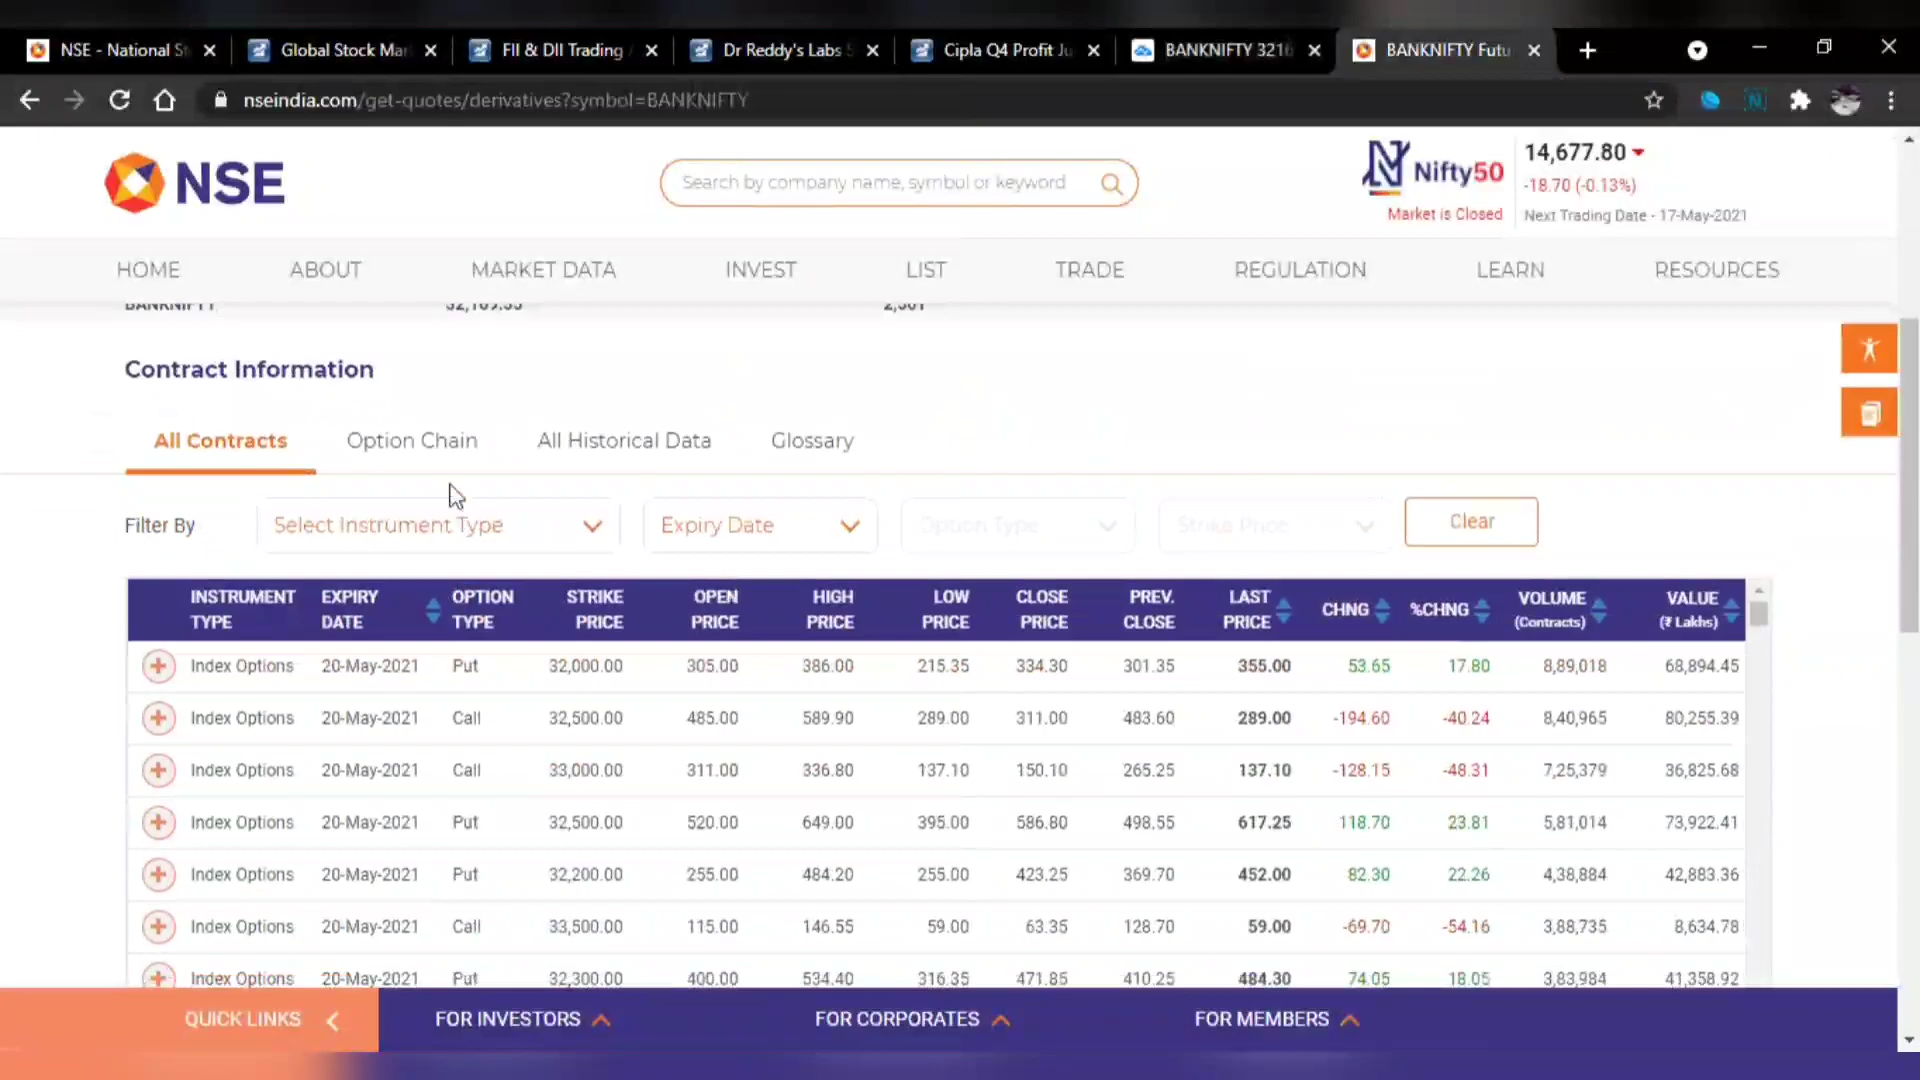 NSE - National St
Global Stock Mar
FII & DII Trading
Dr Reddy's Labs
Cipla Q4 Profit Ju
BANKNIFTY 3216
BANKNIFTY Futu
nseindia.com/get-quotes/derivatives?symbol=BANKNIFTY
NSE
Search by company name, symbol or keyword
Nifty50
Market is Closed
14,677.80
-18.70 (-0.13%)
Next Trading Date - 17-May-2021
HOME ABOUT MARKET DATA INVEST LIST TRADE REGULATION LEARN RESOURCES
BANKNIFTY
Contract Information
All Contracts Option Chain All Historical Data Glossary
Filter By Select Instrument Type Expiry Date Option Type Strike Price Clear
INSTRUMENT TYPE EXPIRY DATE OPTION TYPE STRIKE PRICE OPEN PRICE HIGH PRICE LOW PRICE CLOSE PRICE PREV. CLOSE LAST PRICE CHNG %CHNG VOLUME (Contracts) VALUE (₹ Lakhs)
Index Options 20-May-2021 Put 32,000.00 305.00 386.00 215.35 334.30 301.35 355.00 53.65 17.80 8,89,018 68,894.45
Index Options 20-May-2021 Call 32,500.00 485.00 589.90 289.00 311.00 483.60 289.00 -194.60 -40.24 8,40,965 80,255.39
Index Options 20-May-2021 Call 33,000.00 311.00 336.80 137.10 150.10 265.25 137.10 -128.15 -48.31 7,25,379 36,825.68
Index Options 20-May-2021 Put 32,500.00 520.00 649.00 395.00 586.80 498.55 617.25 118.70 23.81 5,81,014 73,922.41
Index Options 20-May-2021 Put 32,200.00 255.00 484.20 255.00 423.25 369.70 452.00 82.30 22.26 4,38,884 42,883.36
Index Options 20-May-2021 Call 33,500.00 115.00 146.55 59.00 63.35 128.70 59.00 -69.70 -54.16 3,88,735 8,634.78
Index Options 20-May-2021 Put 32,300.00 400.00 534.40 316.35 471.85 410.25 484.30 74.05 18.05 3,83,984 41,358.92
QUICK LINKS FOR INVESTORS FOR CORPORATES FOR MEMBERS